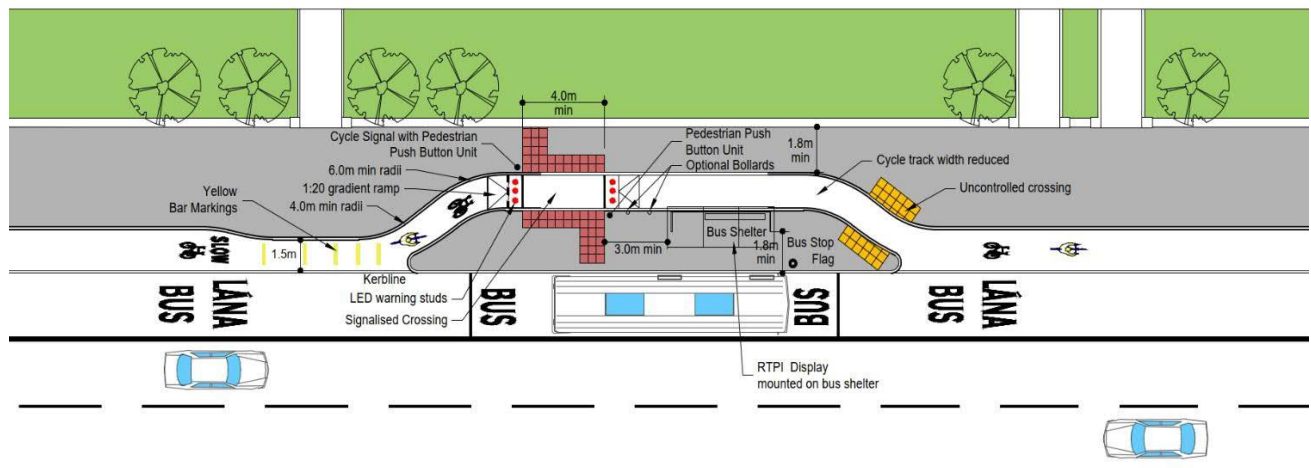 4.0m
min
Cycle Signal with Pedestrian
Push Button Unit
6.0m min radii
1:20 gradient ramp
4.0m min radii
Yellow
Bar Markings
Pedestrian Push
Button Unit
Optional Bollards
1.8m
min
Cycle track width reduced
Uncontrolled crossing
SLOW
1.5m
3.0m min
Bus Shelter
1.8m
min
Bus Stop
Flag
Kerbline
LED warning studs
Signalised Crossing
LÁNA
BUS
BUS
BUS
LÁNA
BUS
RTPI Display
mounted on bus shelter